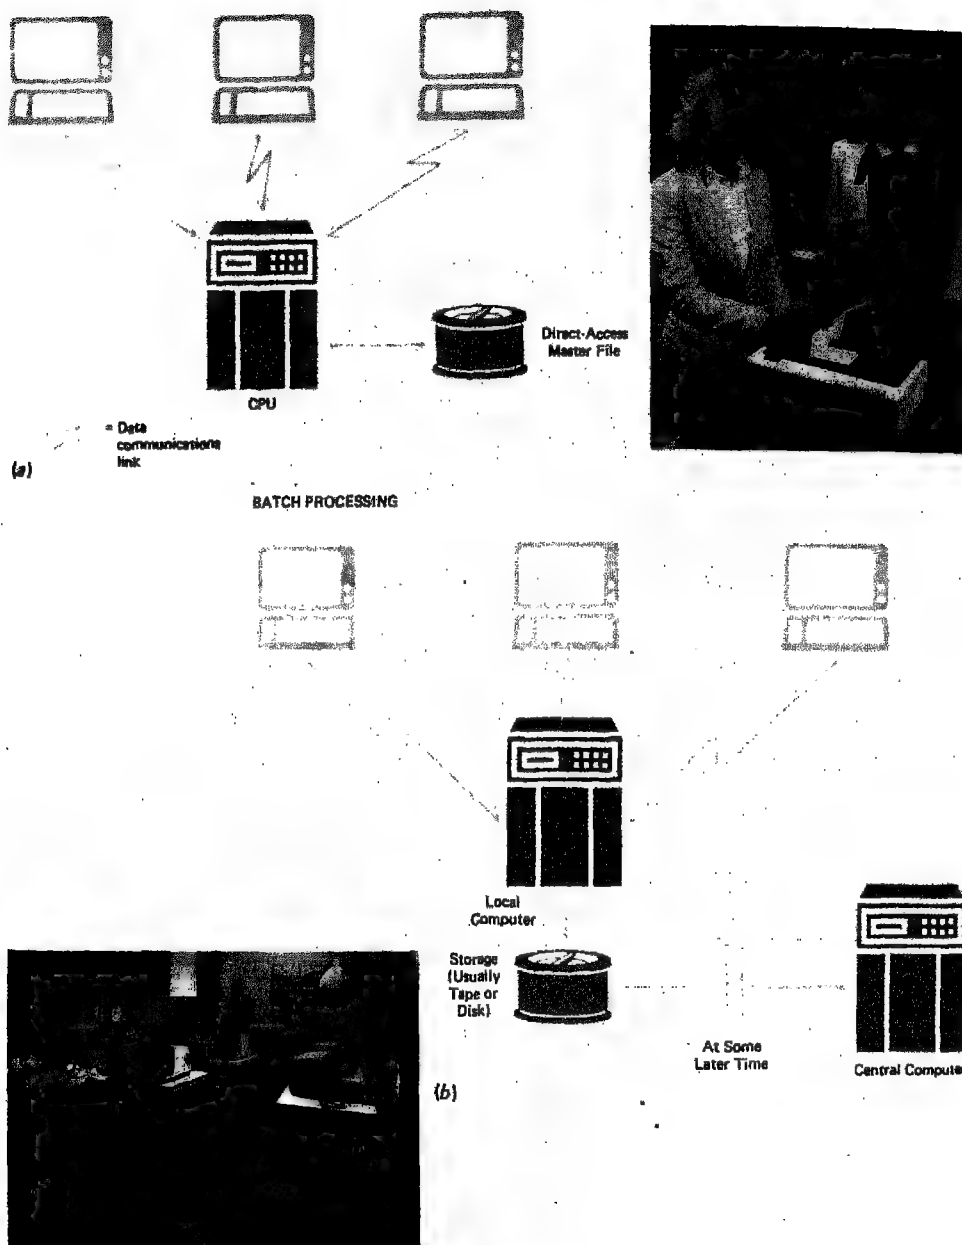 Direct-Access
Master File
CPU
= Data
communications
link
(a)
BATCH PROCESSING
Local
Computer
Storage
(Usually
Tape or
Disk)
At Some
Later Time
Central Compute
(b)